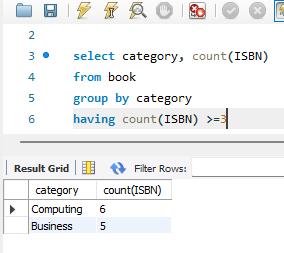 2
3 select category, count(ISBN)
4 from book
5 group by category
6 having count(ISBN) >=3
Result Grid Filter Rows:
category count(ISBN)
Computing 6
Business 5